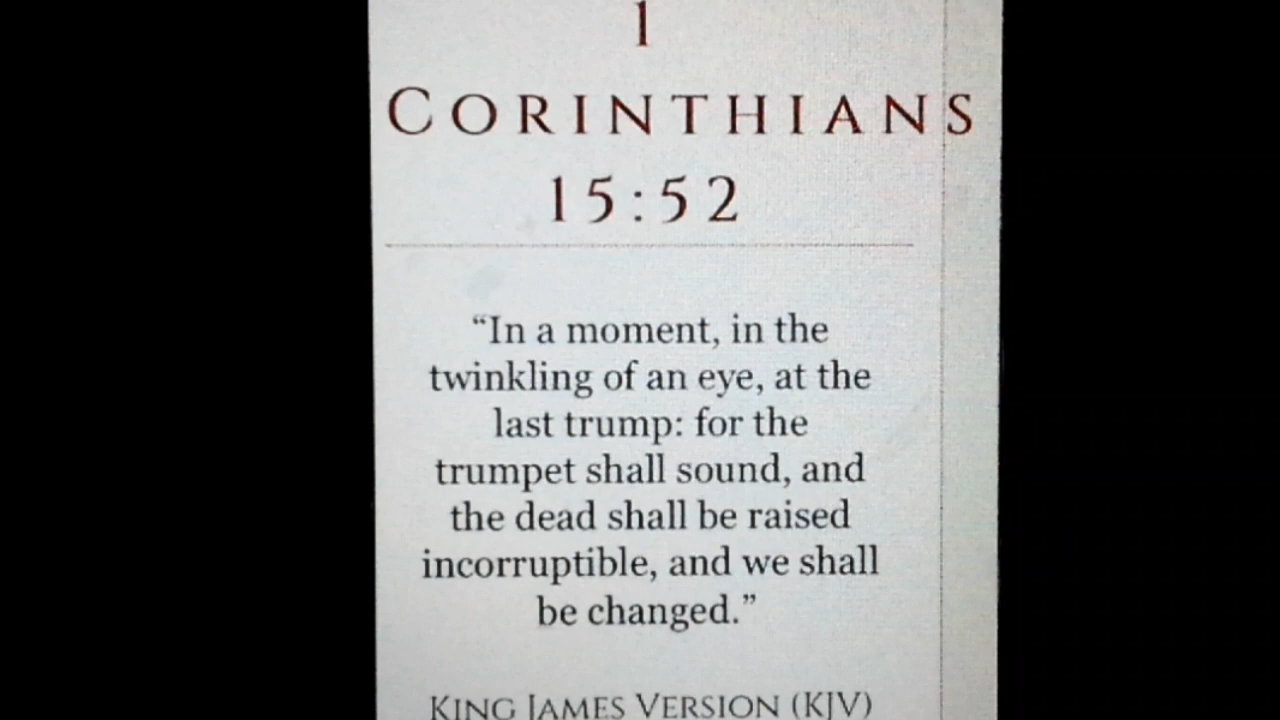 1
CORINTHIANS
15:52
“In a moment, in the
twinkling of an eye, at the
last trump: for the
trumpet shall sound, and
the dead shall be raised
incorruptible, and we shall
be changed.”
KING JAMES VERSION (KJV)